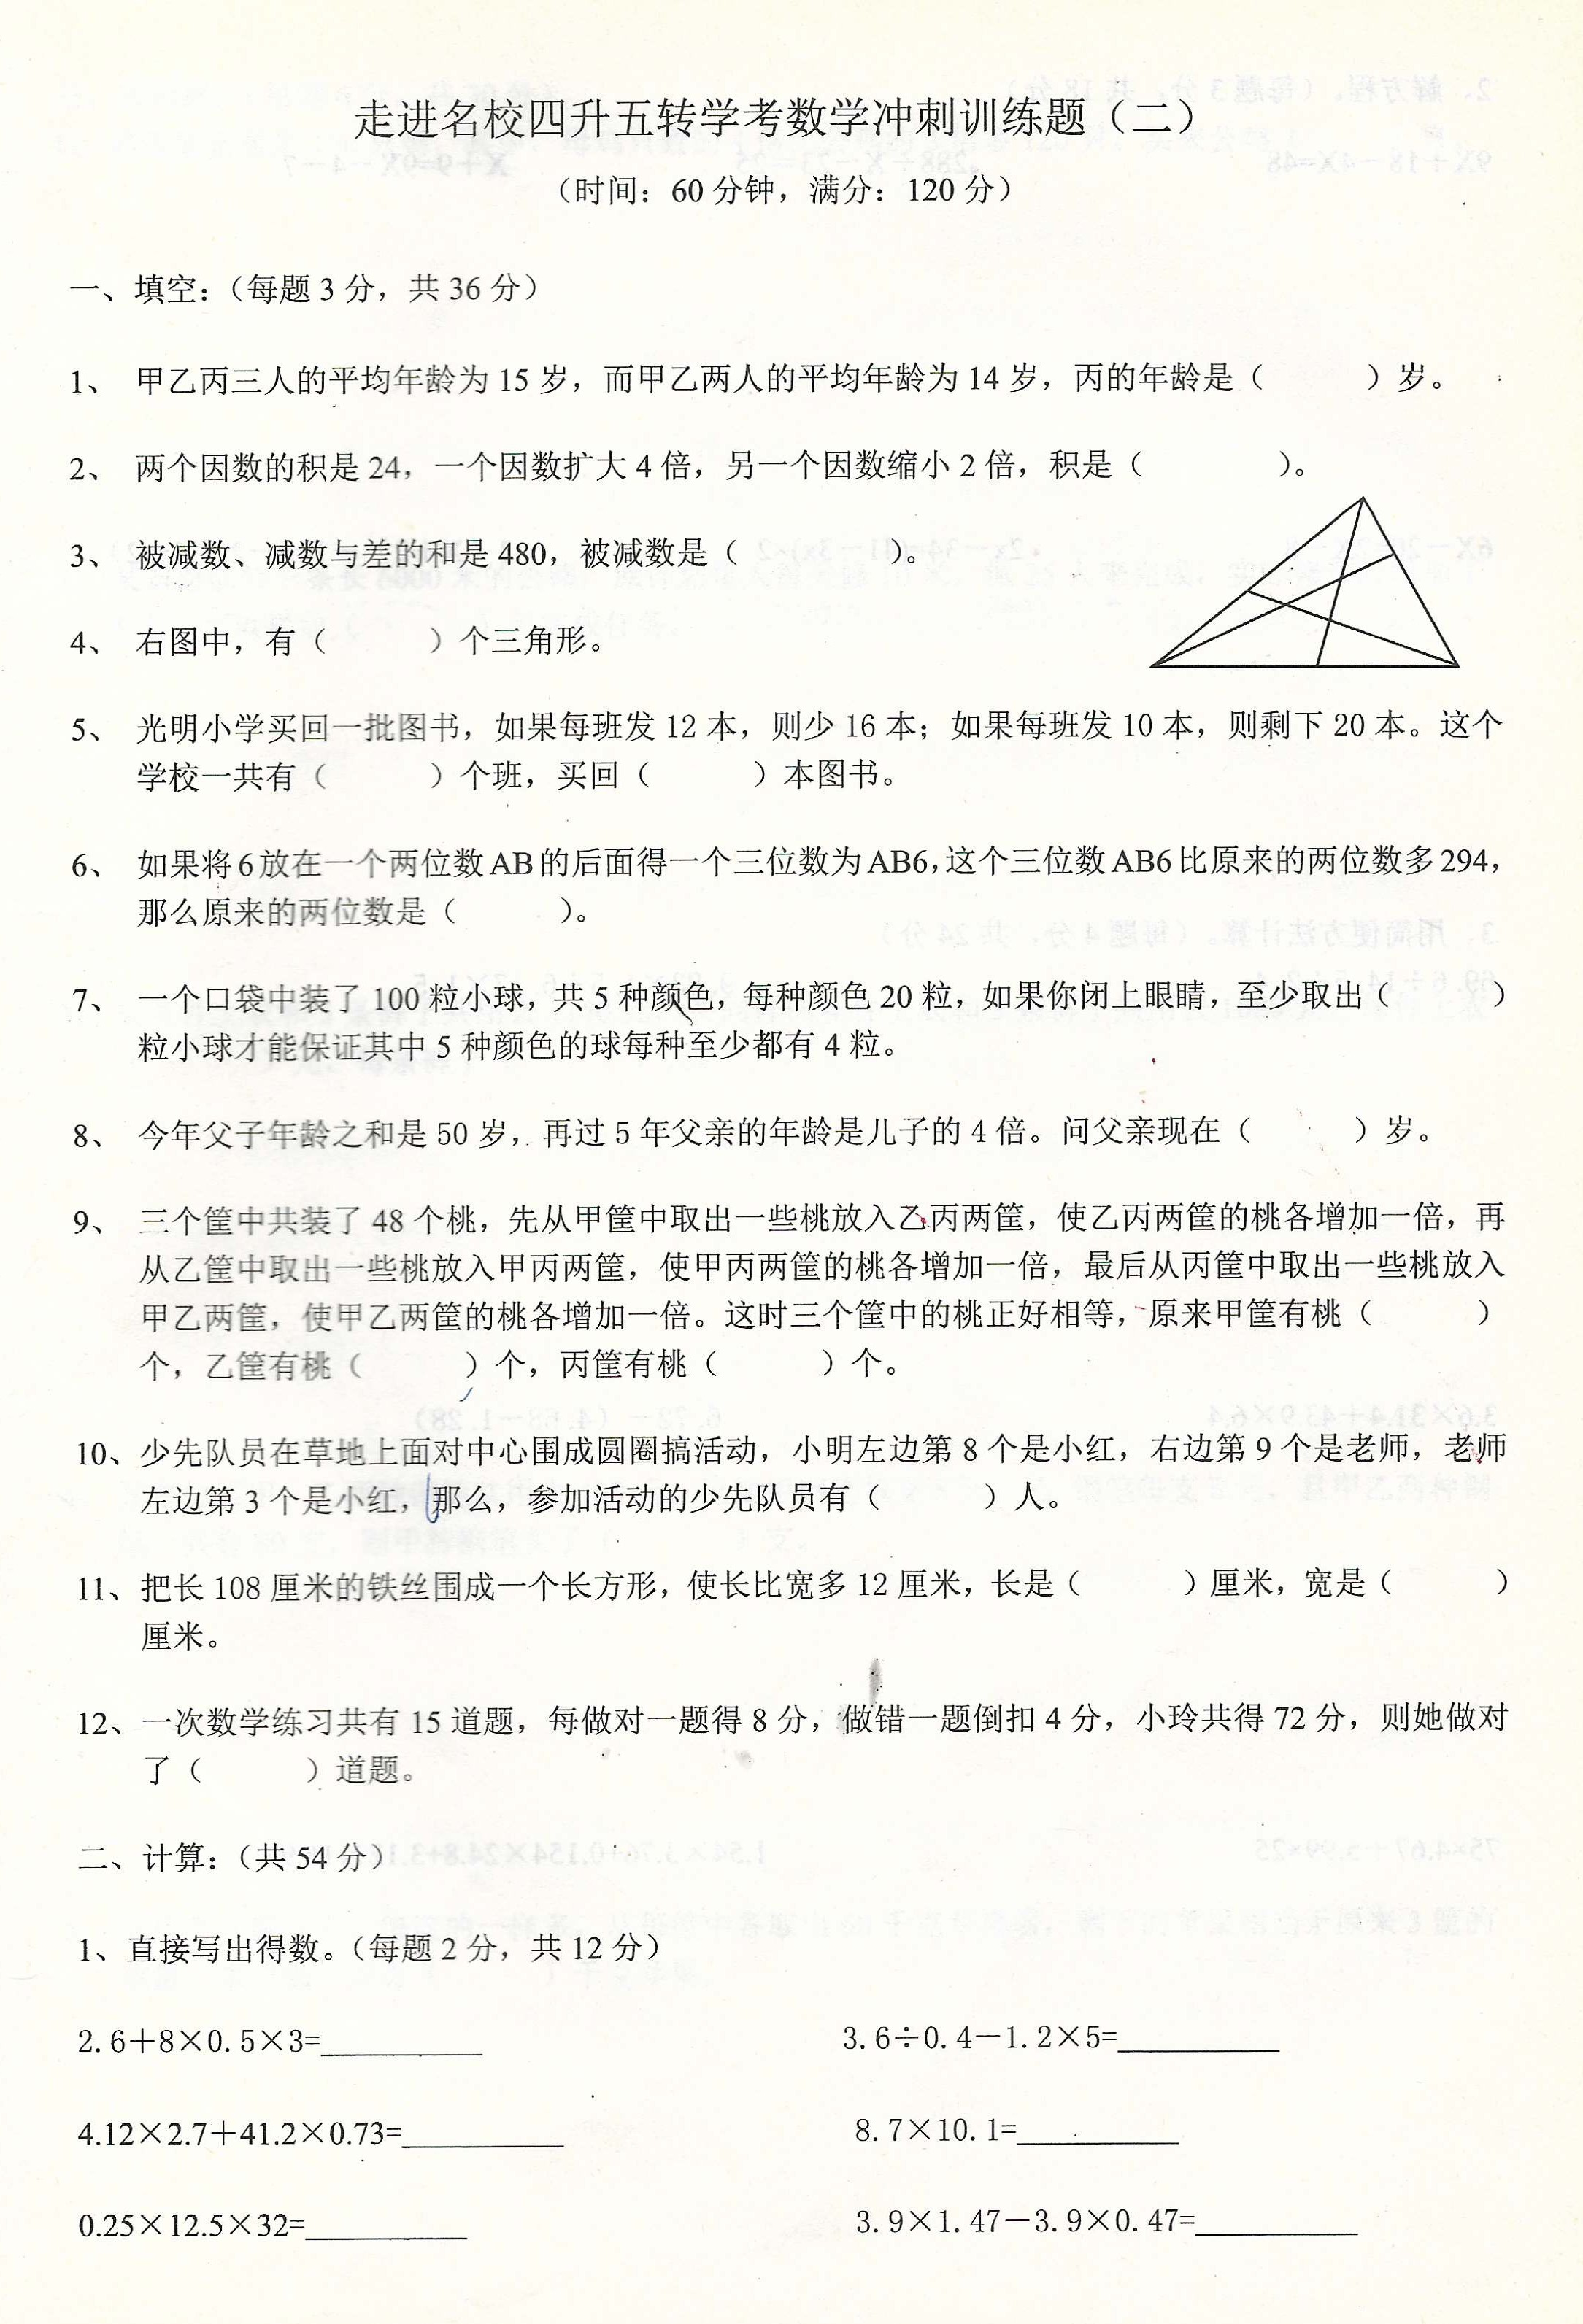 走进名校四升五转学考数学冲刺训练题（二）
（时间：60 分钟，满分：120 分）
一、填空：（每题 3 分，共 36 分）
1、 甲乙丙三人的平均年龄为 15 岁，而甲乙两人的平均年龄为 14 岁，丙的年龄是（ ）岁。
2、 两个因数的积是 24，一个因数扩大 4 倍，另一个因数缩小 2 倍，积是（ ）。
3、 被减数、减数与差的和是 480，被减数是（ ）。
4、 右图中，有（ ）个三角形。
5、 光明小学买回一批图书，如果每班发 12 本，则少 16 本；如果每班发 10 本，则剩下 20 本。这个
学校一共有（ ）个班，买回（ ）本图书。
6、 如果将 6 放在一个两位数 AB 的后面得一个三位数为 AB6，这个三位数 AB6 比原来的两位数多 294，
那么原来的两位数是（ ）。
7、 一个口袋中装了 100 粒小球，共 5 种颜色，每种颜色 20 粒，如果你闭上眼睛，至少取出（ ）
粒小球才能保证其中 5 种颜色的球每种至少都有 4 粒。
8、 今年父子年龄之和是 50 岁，再过 5 年父亲的年龄是儿子的 4 倍。问父亲现在（ ）岁。
9、 三个筐中共装了 48 个桃，先从甲筐中取出一些桃放入乙丙两筐，使乙丙两筐的桃各增加一倍，再
从乙筐中取出一些桃放入甲丙两筐，使甲丙两筐的桃各增加一倍，最后从丙筐中取出一些桃放入
甲乙两筐，使甲乙两筐的桃各增加一倍。这时三个筐中的桃正好相等，原来甲筐有桃（ ）
个，乙筐有桃（ ）个，丙筐有桃（ ）个。
10、少先队员在草地上面对中心围成圆圈搞活动，小明左边第 8 个是小红，右边第 9 个是老师，老师
左边第 3 个是小红，那么，参加活动的少先队员有（ ）人。
11、把长 108 厘米的铁丝围成一个长方形，使长比宽多 12 厘米，长是（ ）厘米，宽是（ ）
厘米。
12、一次数学练习共有 15 道题，每做对一题得 8 分，做错一题倒扣 4 分，小玲共得 72 分，则她做对
了（ ）道题。
二、计算：（共 54 分）
1、直接写出得数。（每题 2 分，共 12 分）
2.6＋8×0.5×3=__________ 3.6÷0.4－1.2×5=__________
4.12×2.7＋41.2×0.73=__________ 8.7×10.1=__________
0.25×12.5×32=__________ 3.9×1.47－3.9×0.47=__________